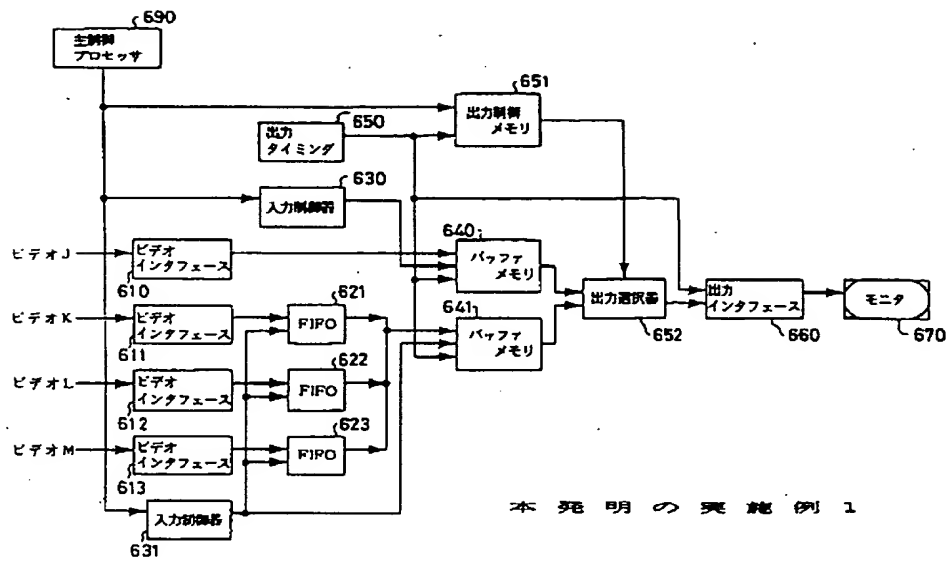 690
主制御
プロセッサ
651
出力制御
メモリ
650
出力
タイミング
630
入力制御器
ビデオJ
ビデオ
インタフェース
610
640
バッファ
メモリ
出力選択器
652
出力
インタフェース
660
モニタ
670
ビデオK
ビデオ
インタフェース
611
621
FIFO
641
バッファ
メモリ
ビデオL
ビデオ
インタフェース
612
622
FIFO
ビデオM
ビデオ
インタフェース
613
623
FIFO
入力制御器
631
本発明の実施例1